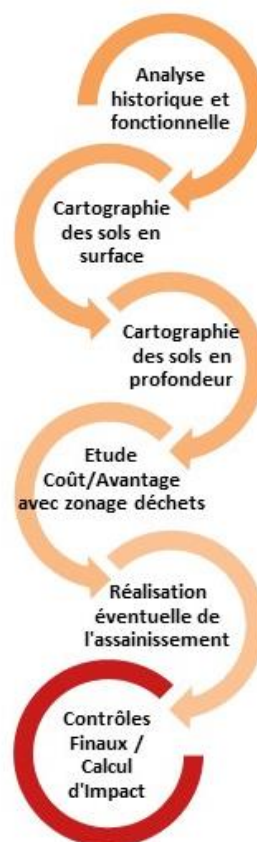 Analyse
historique et
fonctionnelle
Cartographie
des sols en
surface
Cartographie
des sols en
profondeur
Etude
Coût/Avantage
avec zonage déchets
Réalisation
éventuelle de
l'assainissement
Contrôles
Finaux /
Calcul
d'Impact